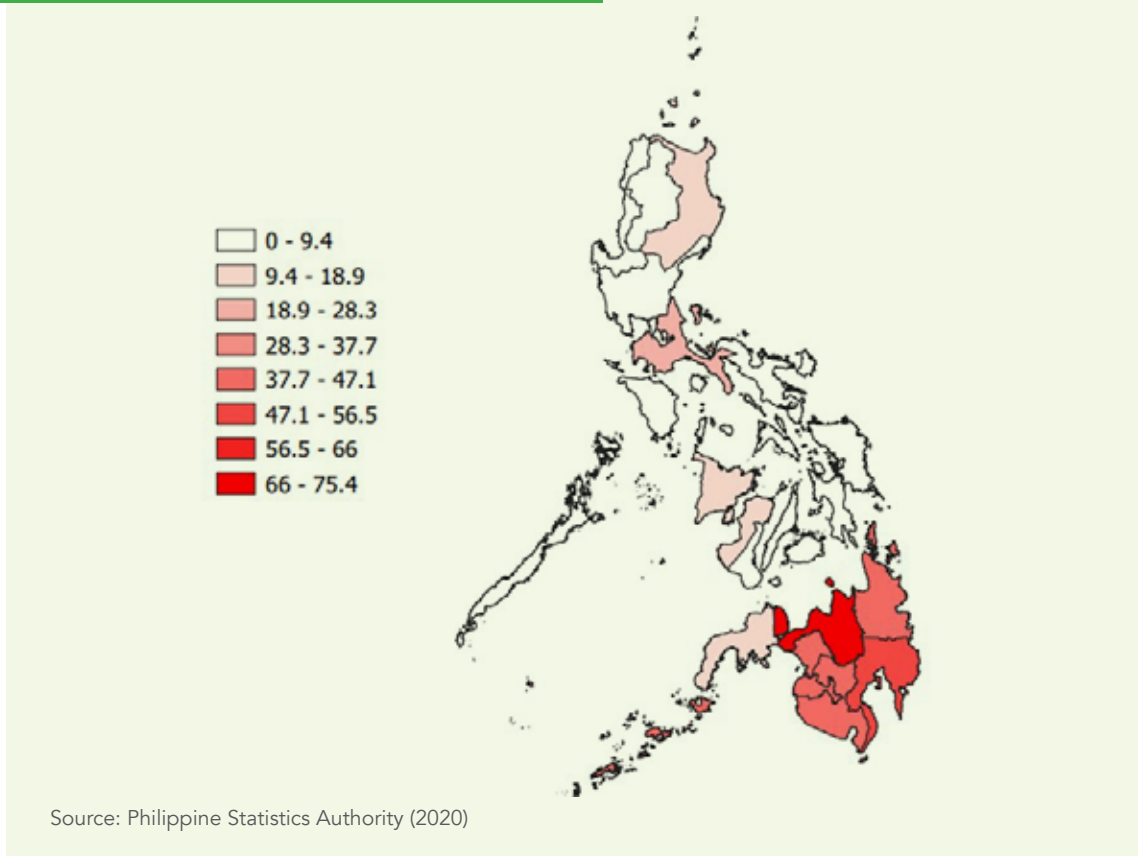 0 - 9.4
9.4 - 18.9
18.9 - 28.3
28.3 - 37.7
37.7 - 47.1
47.1 - 56.5
56.5 - 66
66 - 75.4
Source: Philippine Statistics Authority (2020)